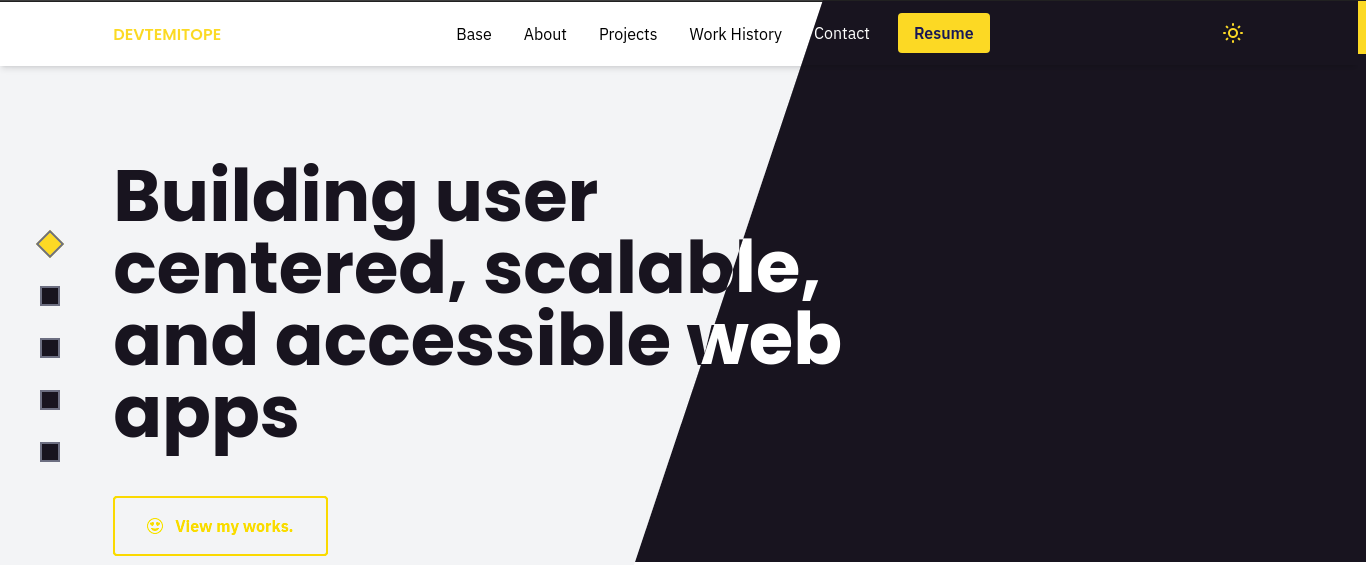 DEVTEMITOPE Base About Projects Work History Contact Resume
Building user
centered, scalable,
and accessible web
apps
View my works.